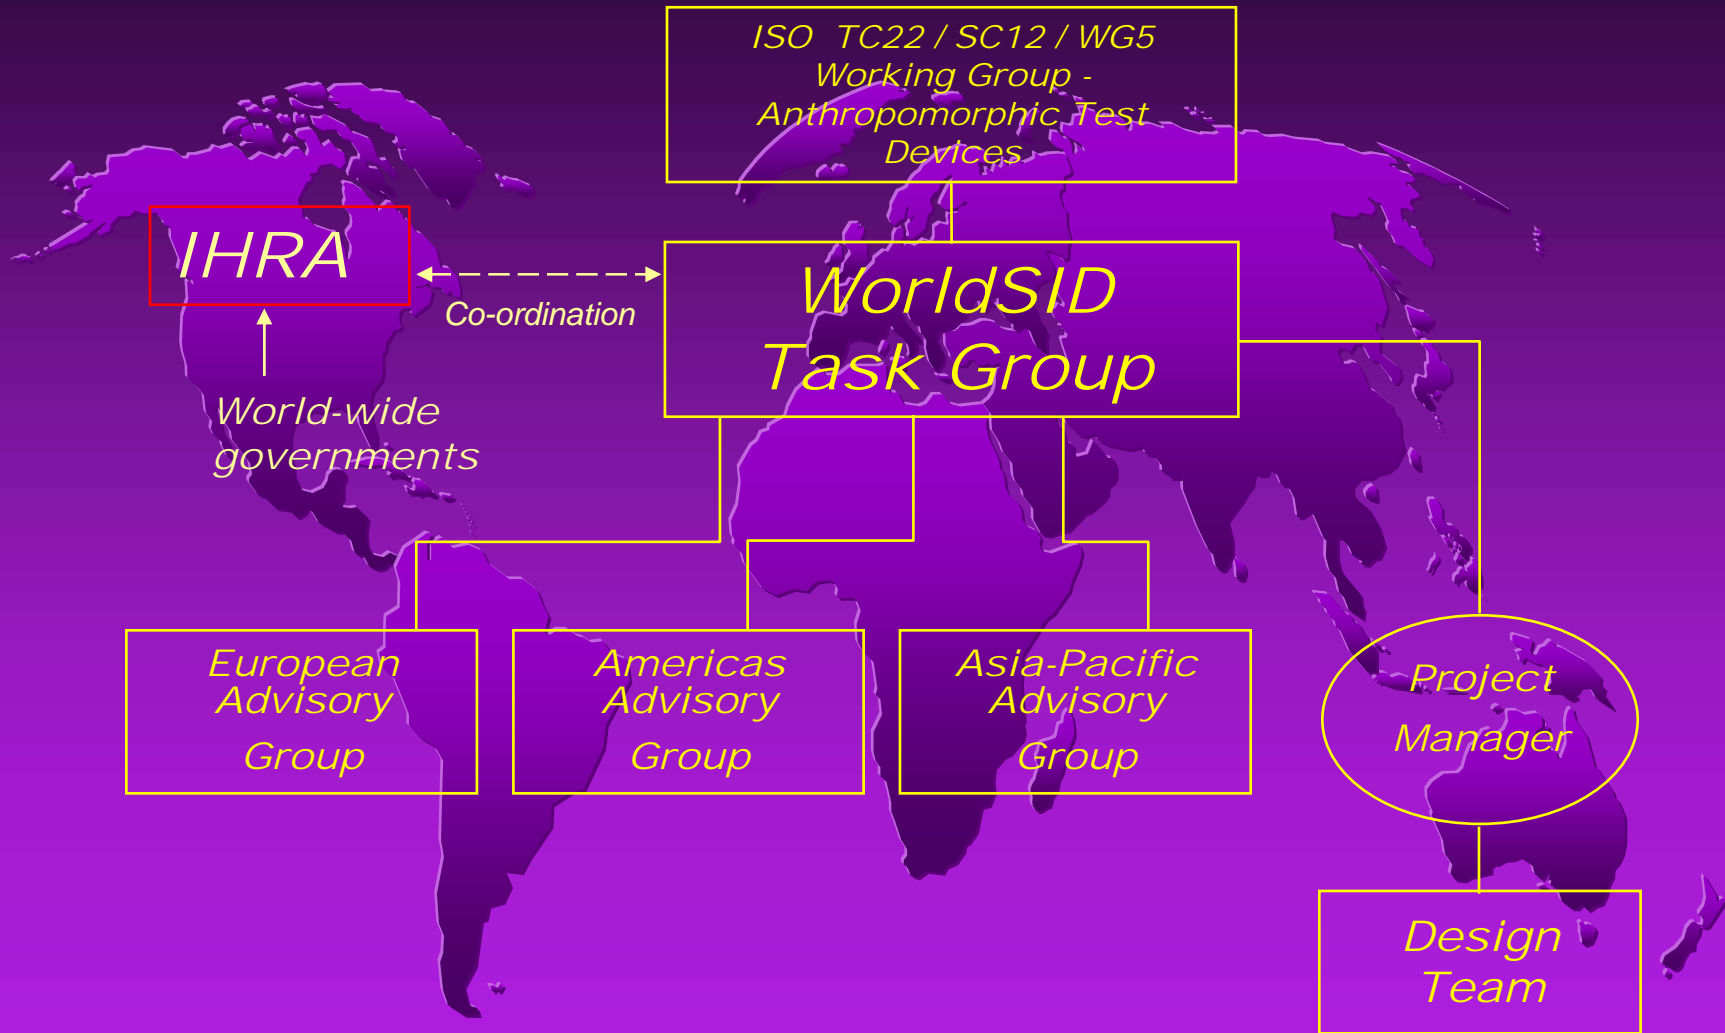 ISO TC22 / SC12 / WG5
Working Group -
Anthropomorphic Test
Devices
IHRA
Co-ordination
WorldSID
Task Group
World-wide
governments
European
Advisory
Group
Americas
Advisory
Group
Asia-Pacific
Advisory
Group
Project
Manager
Design
Team